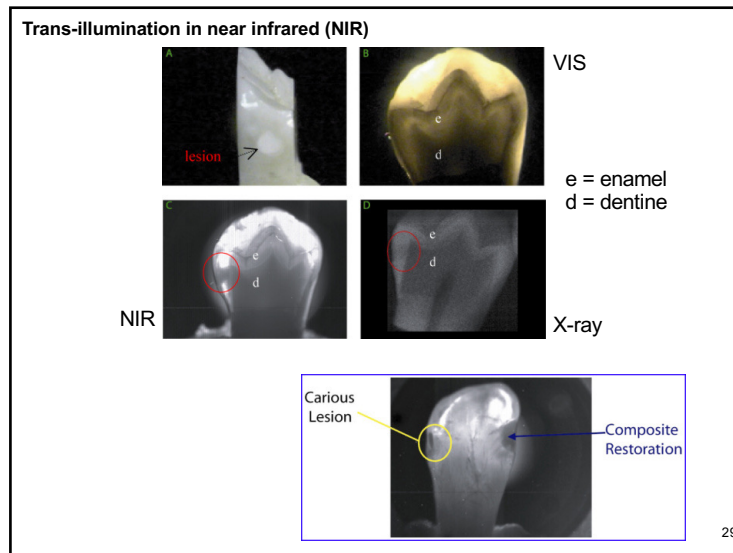 Trans-illumination in near infrared (NIR)
A
lesion
B
e
d
VIS
e = enamel
d = dentine
C
e
d
NIR
D
e
d
X-ray
Carious
Lesion
Composite
Restoration
29